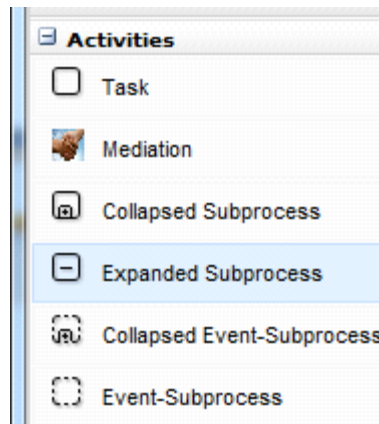 Activities
Task
Mediation
Collapsed Subprocess
Expanded Subprocess
Collapsed Event-Subprocess
Event-Subprocess